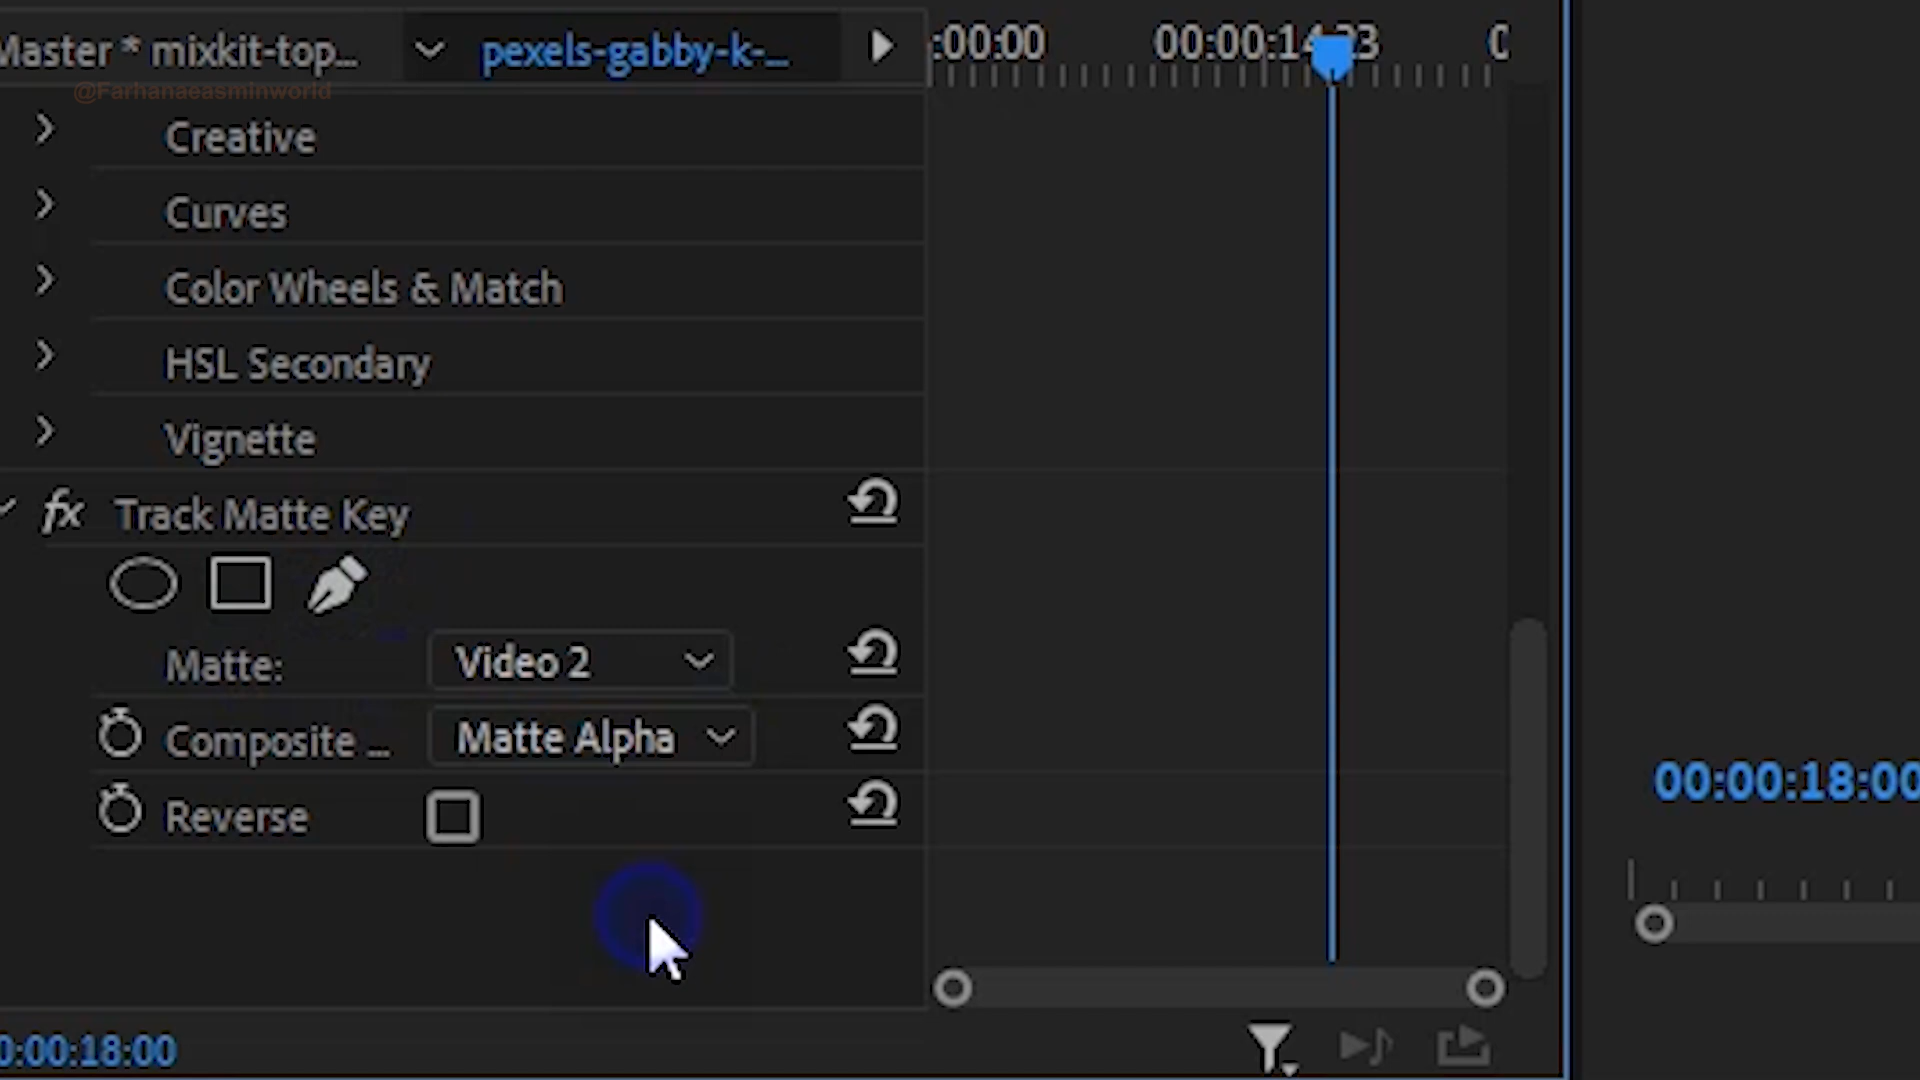 Master * mixkit-top... pexels-gabby-k-... :00:00 00:00:14:23 0
@Farhanaeasminworld
Creative
Curves
Color Wheels & Match
HSL Secondary
Vignette
fx Track Matte Key
Matte: Video 2
Composite ... Matte Alpha
Reverse
00:00:18:00
0:00:18:00